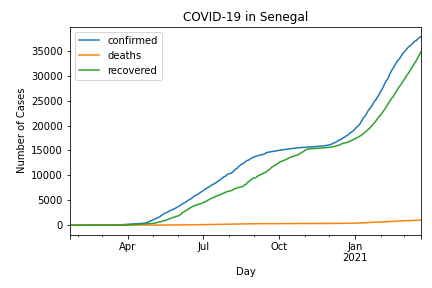 COVID-19 in Senegal
confirmed
deaths
recovered
Number of Cases
35000
30000
25000
20000
15000
10000
5000
0
Apr
Jul
Oct
Jan
2021
Day